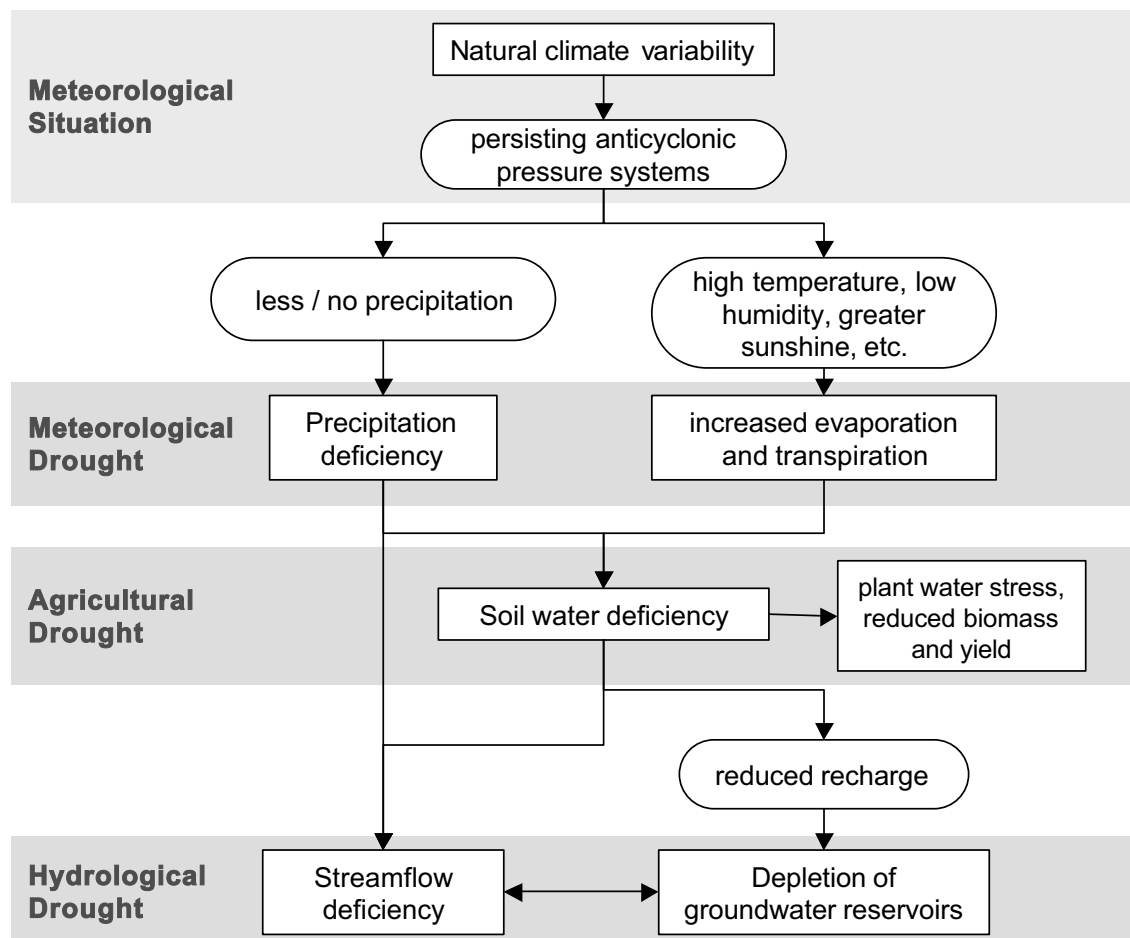 Natural climate variability
Meteorological
Situation
persisting anticyclonic
pressure systems
less / no precipitation
high temperature, low
humidity, greater
sunshine, etc.
Meteorological
Drought
Precipitation
deficiency
increased evaporation
and transpiration
Agricultural
Drought
Soil water deficiency
plant water stress,
reduced biomass
and yield
reduced recharge
Hydrological
Drought
Streamflow
deficiency
Depletion of
groundwater reservoirs